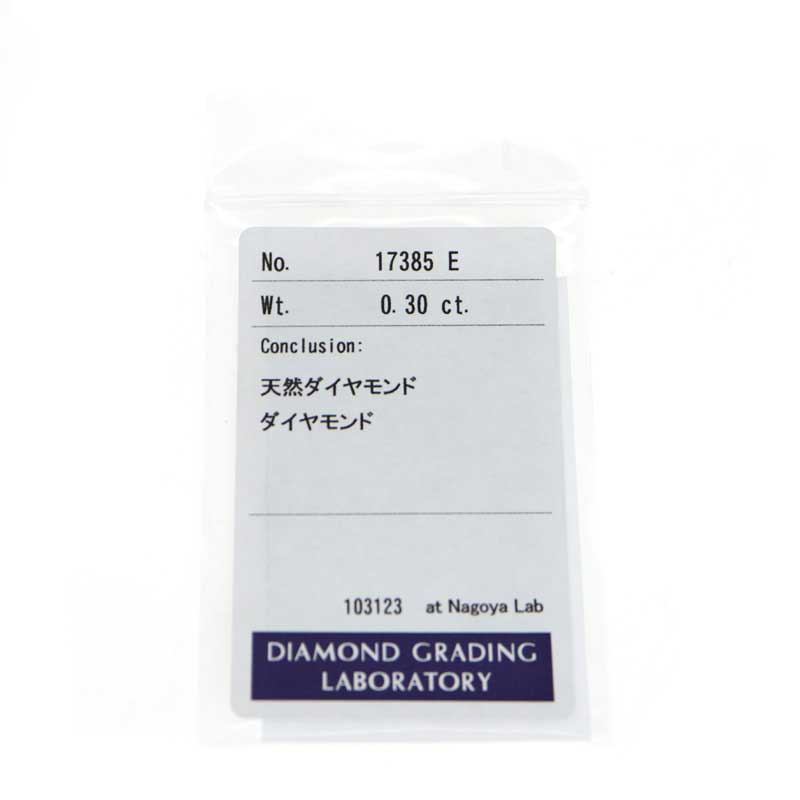 No. 17385 E
Wt. 0.30 ct.
Conclusion:
天然ダイヤモンド
ダイヤモンド
103123 at Nagoya Lab
DIAMOND GRADING
LABORATORY